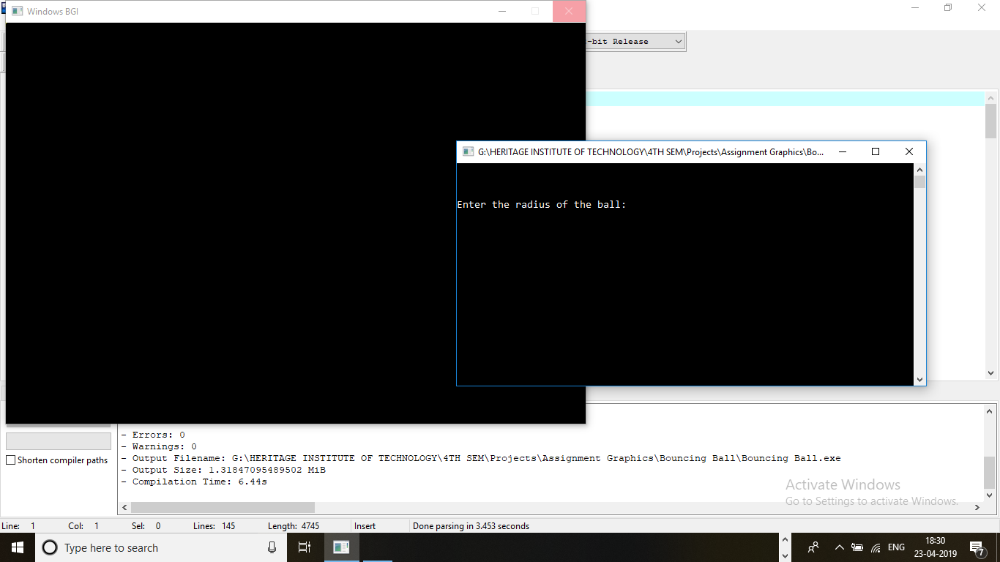 Windows BGI
-bit Release
G:\HERITAGE INSTITUTE OF TECHNOLOGY\4TH SEM\Projects\Assignment Graphics\Bo...
Enter the radius of the ball:
- Errors: 0
- Warnings: 0
- Output Filename: G:\HERITAGE INSTITUTE OF TECHNOLOGY\4TH SEM\Projects\Assignment Graphics\Bouncing Ball\Bouncing Ball.exe
- Output Size: 1.31847095489502 MiB
- Compilation Time: 6.44s
Shorten compiler paths
Activate Windows
Go to Settings to activate Windows.
Line: 1 Col: 1 Sel: 0 Lines: 145 Length: 4745 Insert Done parsing in 3.453 seconds
Type here to search
ENG
18:30
23-04-2019
7